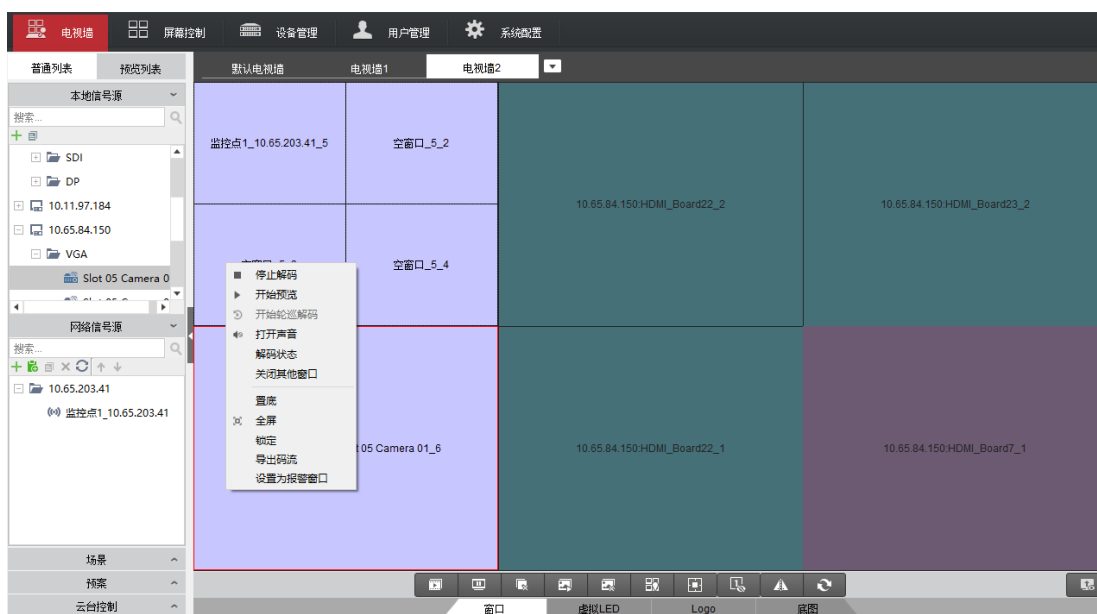 电视墙 屏幕控制 设备管理 用户管理 系统配置
普通列表 预览列表 默认电视墙 电视墙1 电视墙2
本地信号源
搜索...
SDI
DP
10.11.97.184
10.65.84.150
VGA
Slot 05 Camera 0
网络信号源
搜索...
10.65.203.41
监控点1_10.65.203.41
场景
预案
云台控制
监控点1_10.65.203.41_5 空窗口_5_2
空窗口_5_4
10.65.84.150:HDMI_Board22_2 10.65.84.150:HDMI_Board23_2
t 05 Camera 01_6 10.65.84.150:HDMI_Board22_1 10.65.84.150:HDMI_Board7_1
停止解码
开始预览
开始轮巡解码
打开声音
解码状态
关闭其他窗口
置底
全屏
锁定
导出码流
设置为报警窗口
窗口 虚拟LED Logo 底图